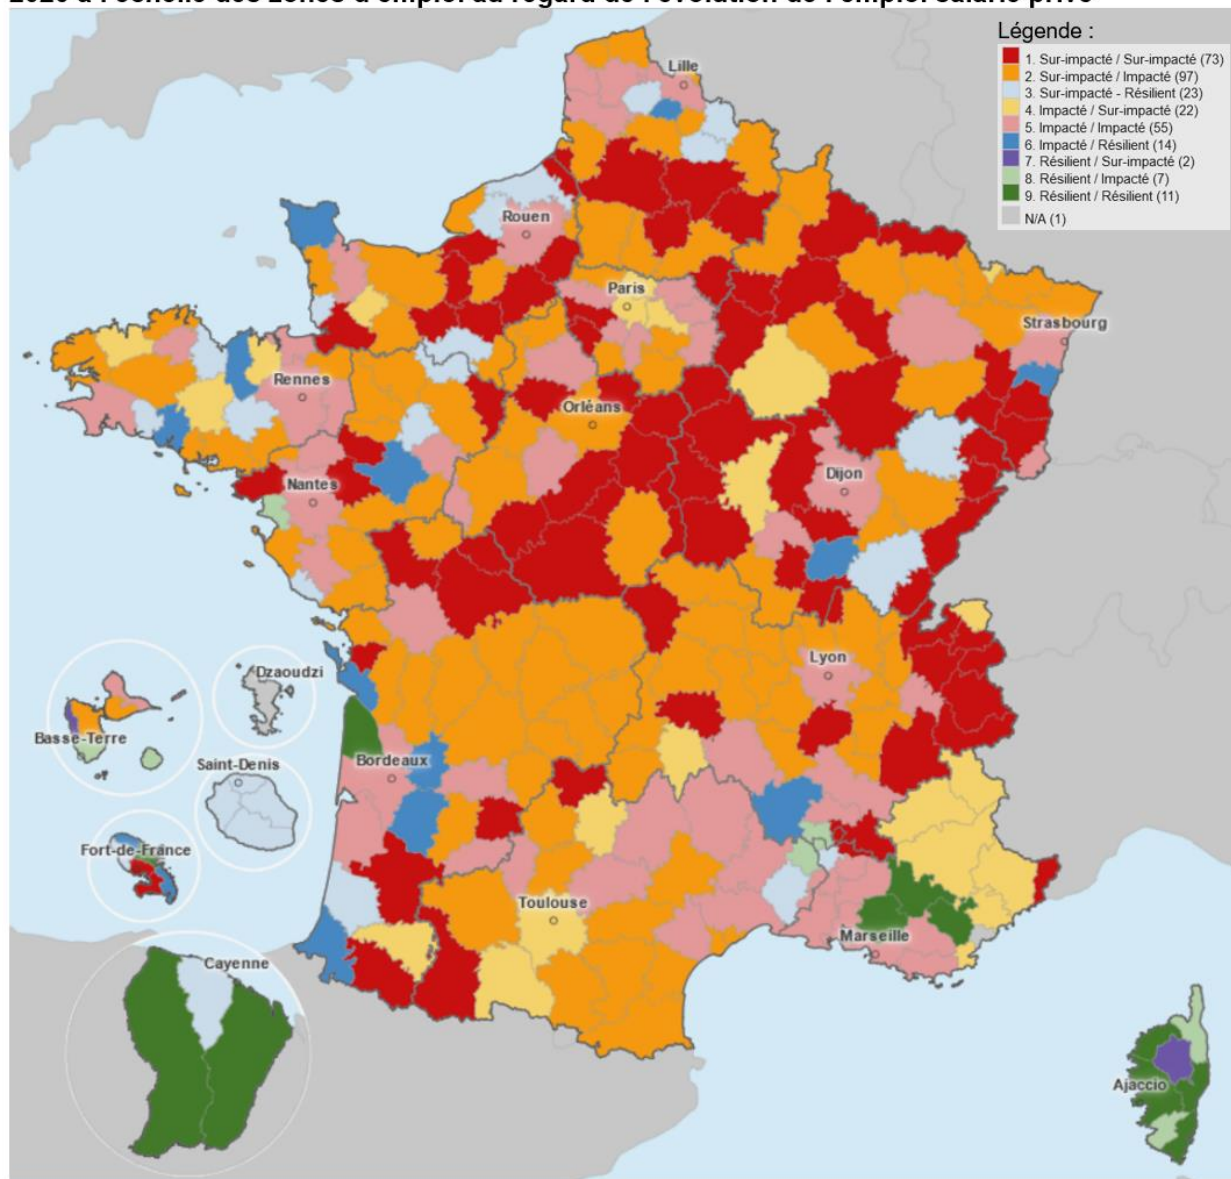 2020 à l'échelle des zones d'emploi au regard de l'évolution de l'emploi salarié privé
Légende :
1. Sur-impacté / Sur-impacté (73)
2. Sur-impacté / Impacté (97)
3. Sur-impacté - Résilient (23)
4. Impacté / Sur-impacté (22)
5. Impacté / Impacté (55)
6. Impacté / Résilient (14)
7. Résilient / Sur-impacté (2)
8. Résilient / Impacté (7)
9. Résilient / Résilient (11)
N/A (1)
Lille
Rouen
Paris
Strasbourg
Rennes
Orléans
Dijon
Nantes
Lyon
Dzaoudzi
Basse-Terre
Saint-Denis
Bordeaux
Fort-de-France
Toulouse
Marseille
Cayenne
Ajaccio